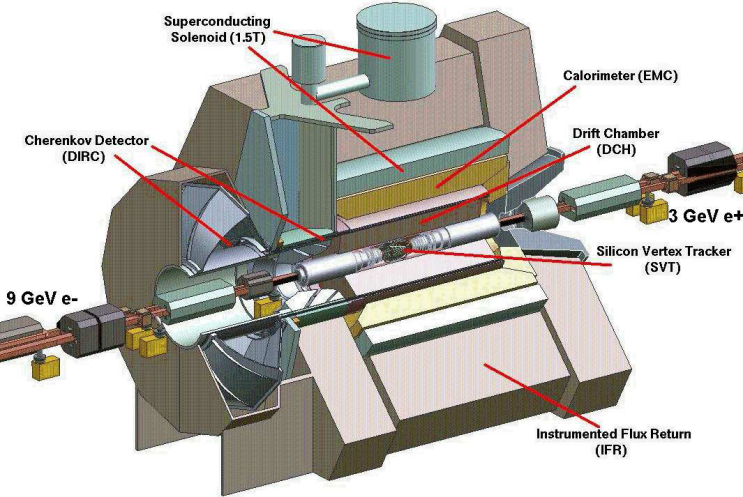 Superconducting
Solenoid (1.5T)
Calorimeter (EMC)
Cherenkov Detector
(DIRC)
Drift Chamber
(DCH)
3 GeV e+
Silicon Vertex Tracker
(SVT)
9 GeV e-
Instrumented Flux Return
(IFR)